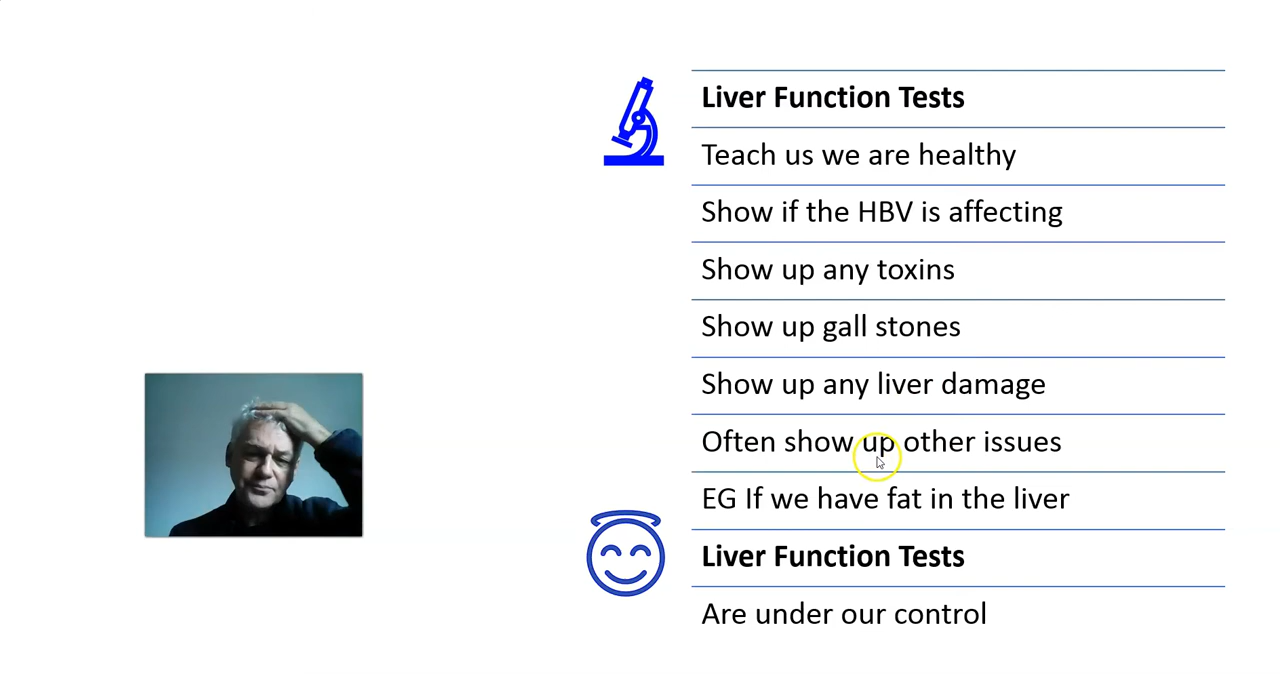 Liver Function Tests
Teach us we are healthy
Show if the HBV is affecting
Show up any toxins
Show up gall stones
Show up any liver damage
Often show up other issues
EG If we have fat in the liver
Liver Function Tests
Are under our control